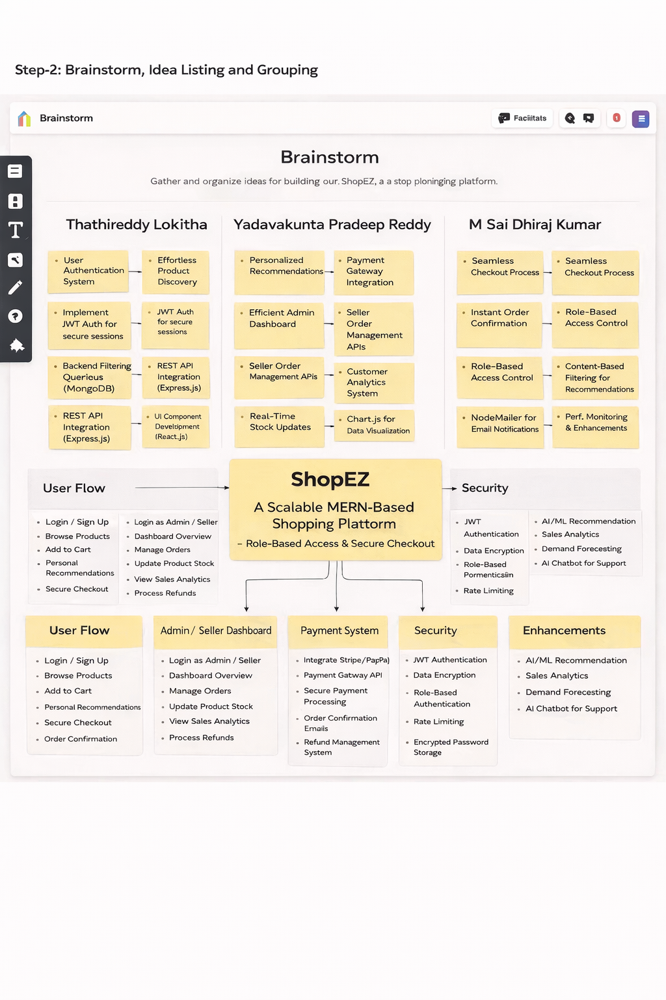 Step-2: Brainstorm, Idea Listing and Grouping
Brainstorm
Faciiitats
1
Brainstorm
Gather and organize ideas for building our. ShopEZ, a a stop ploninging platform.
Thathireddy Lokitha
Yadavakunta Pradeep Reddy
M Sai Dhiraj Kumar
• User
Authentication
System
• Effortless
Product
Discovery
• Implement
JWT Auth for
secure sessions
• JWT Auth
for secure
sessions
• Backend Filtering
Querieus
(MongoDB)
• REST API
Integration
(Express.js)
• REST API
Integration
(Express.js)
• UI Component
Develtipment
(React.js)
• Personalized
Recommendations
• Payment
Gateway
Integration
• Efficient Admin
Dashboard
• Seller
Order
Management
APIs
• Seller Order
Management APIs
• Customer
Analytics
System
• Real-Time
Stock Updates
• Chart.js for
Data Visualization
• Seamless
Checkout Process
• Seamless
Checkout Process
• Instant Order
Confirmation
• Role-Based
Access Control
• Role-Based
Access Control
• Content-Based
Filtering for
Recommendations
• NodeMailer for
Email Notifications
• Perf. Monitoring
& Enhancements
User Flow
• Login / Sign Up
• Browse Products
• Add to Cart
• Personal
Recommendations
• Secure Checkout
• Login as Admin / Seller
• Dashboard Overview
• Manage Orders
• Update Product Stock
• View Sales Analytics
• Process Refunds
ShopEZ
A Scalable MERN-Based
Shopping Plattorm
– Role-Based Access & Secure Checkout
Security
• JWT
Authentication
• Data Encryption
• Role-Based
Pormenticsiin
• Rate Limiting
• AI/ML Recommendation
• Sales Analytics
• Demand Forecesting
• AI Chatbot for Support
User Flow
• Login / Sign Up
• Browse Products
• Add to Cart
• Personal Recommendations
• Secure Checkout
• Order Confirmation
Admin / Seller Dashboard
• Login as Admin / Seller
• Dashboard Overview
• Manage Orders
• Update Product Stock
• View Sales Analytics
• Process Refunds
Payment System
• Integrate Stripe/PapPa)
• Payment Gatway API
• Secure Payment
Processing
• Order Confirmation
Emaiis
• Refund Management
System
Security
• JWT Authentication
• Data Encryption
• Role-Based
Authentication
• Rate Limiting
• Encrypted Password
Storage
Enhancements
• AI/ML Recommendation
• Sales Analytics
• Demand Forecesting
• AI Chatbot for Support